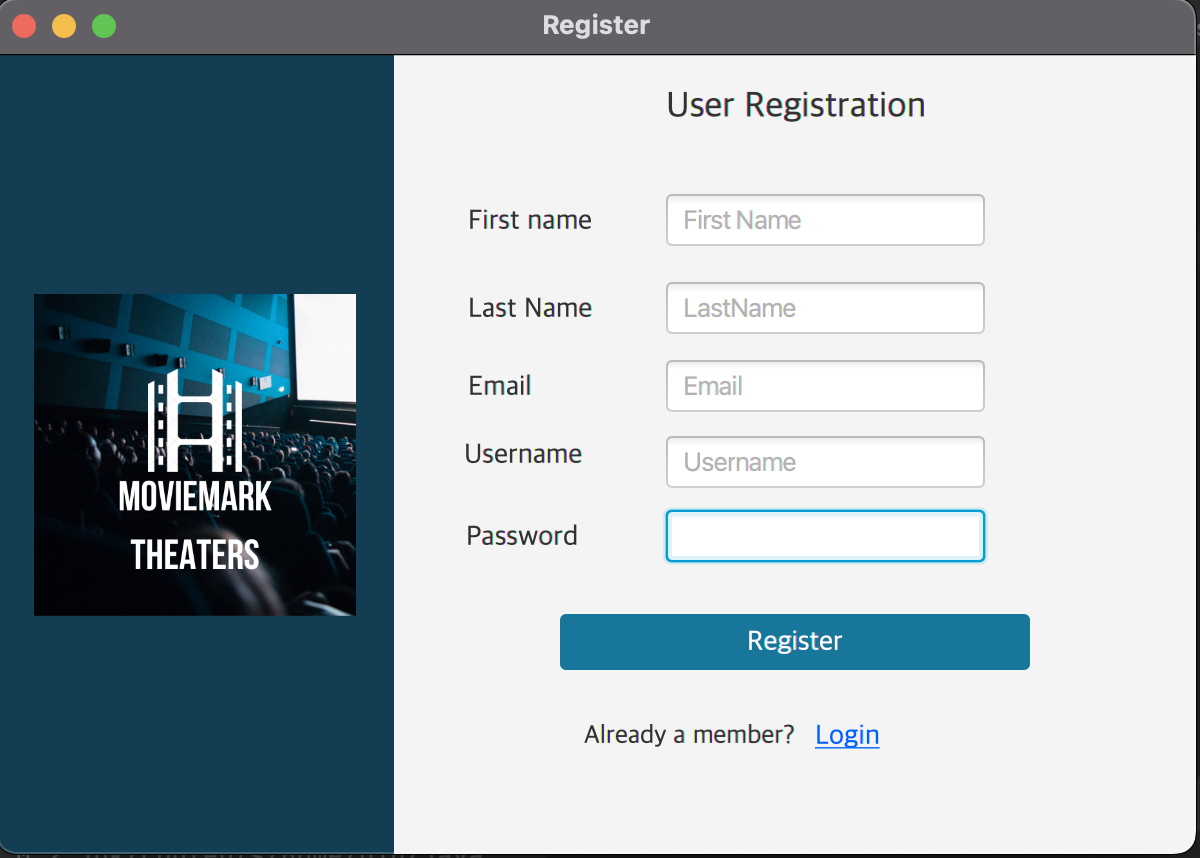 Register
User Registration
First name
First Name
Last Name
LastName
Email
Email
Username
Username
Password
MOVIEMARK
THEATERS
Register
Already a member? Login